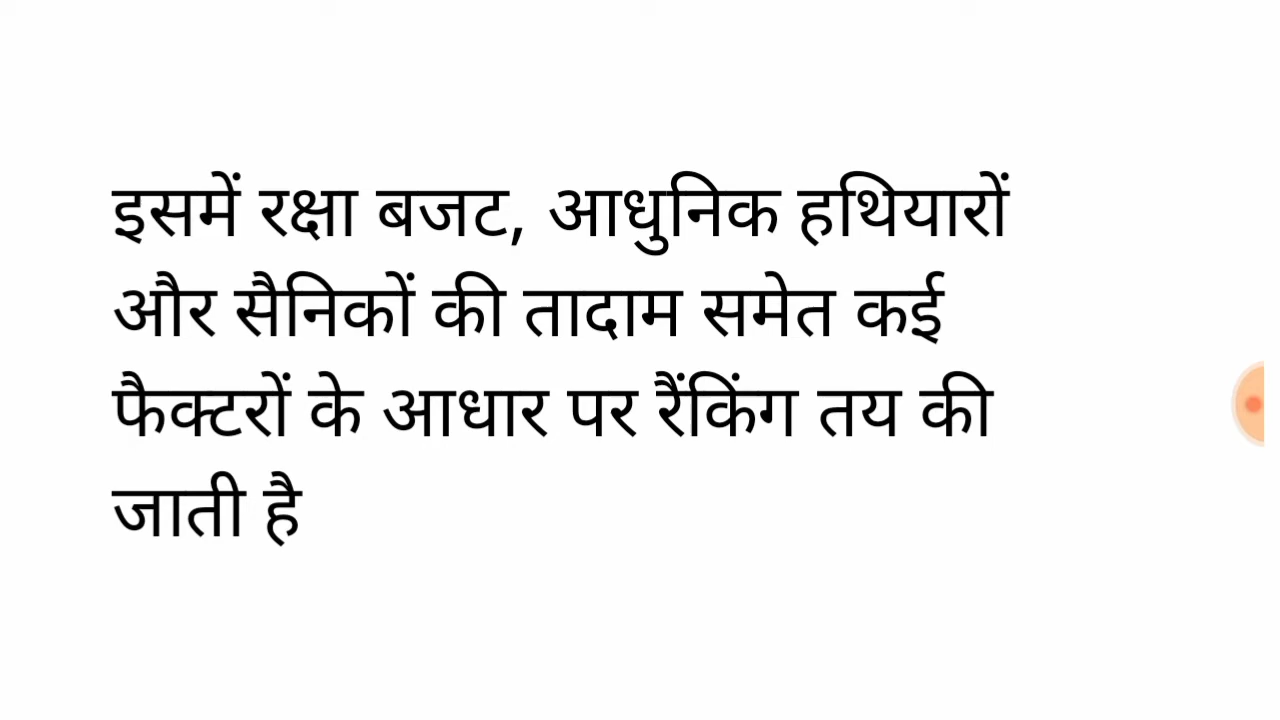 इसमें रक्षा बजट, आधुनिक हथियारों
और सैनिकों की तादाम समेत कई
फैक्टरों के आधार पर रैंकिंग तय की
जाती है